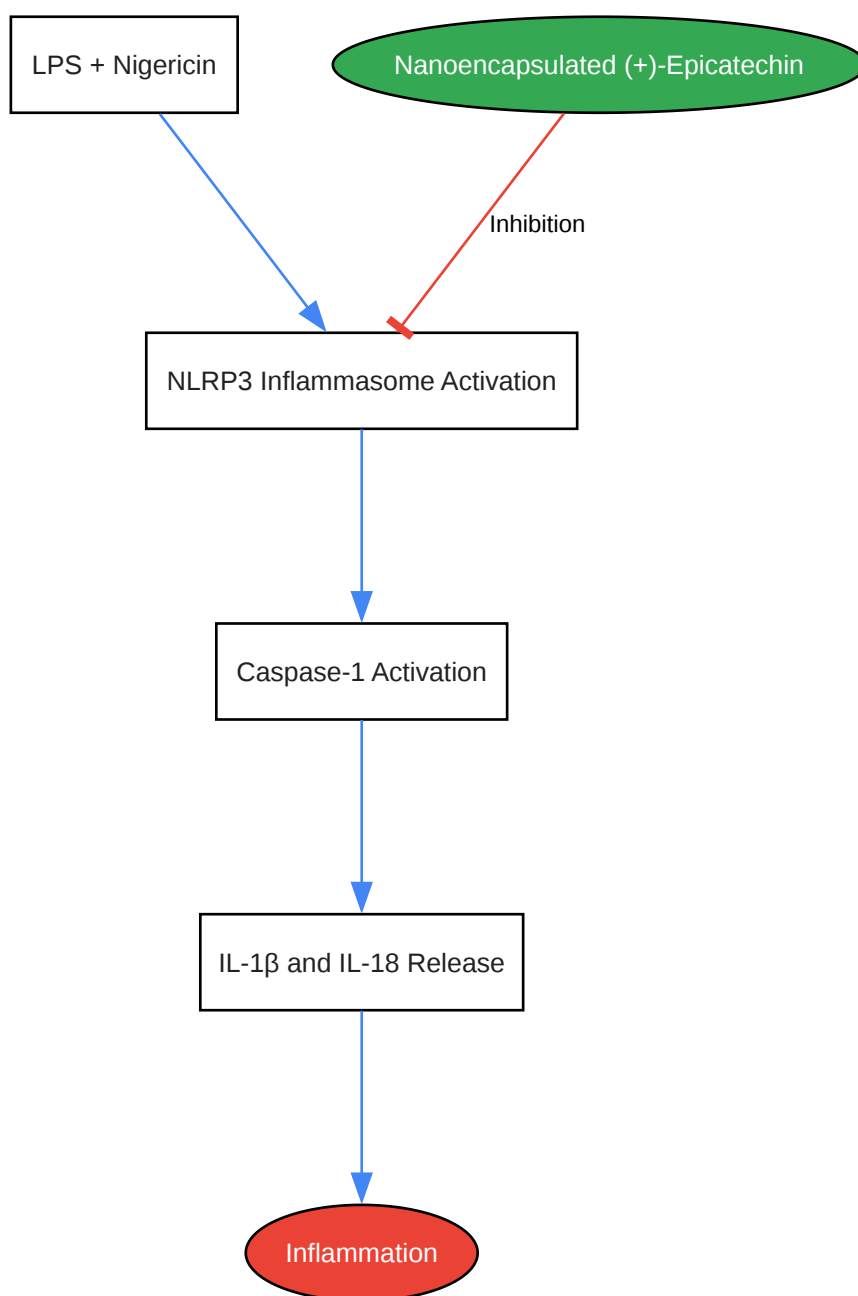 LPS + Nigericin
Nanoencapsulated (+)-Epicatechin
Inhibition
NLRP3 Inflammasome Activation
Caspase-1 Activation
IL-1β and IL-18 Release
Inflammation